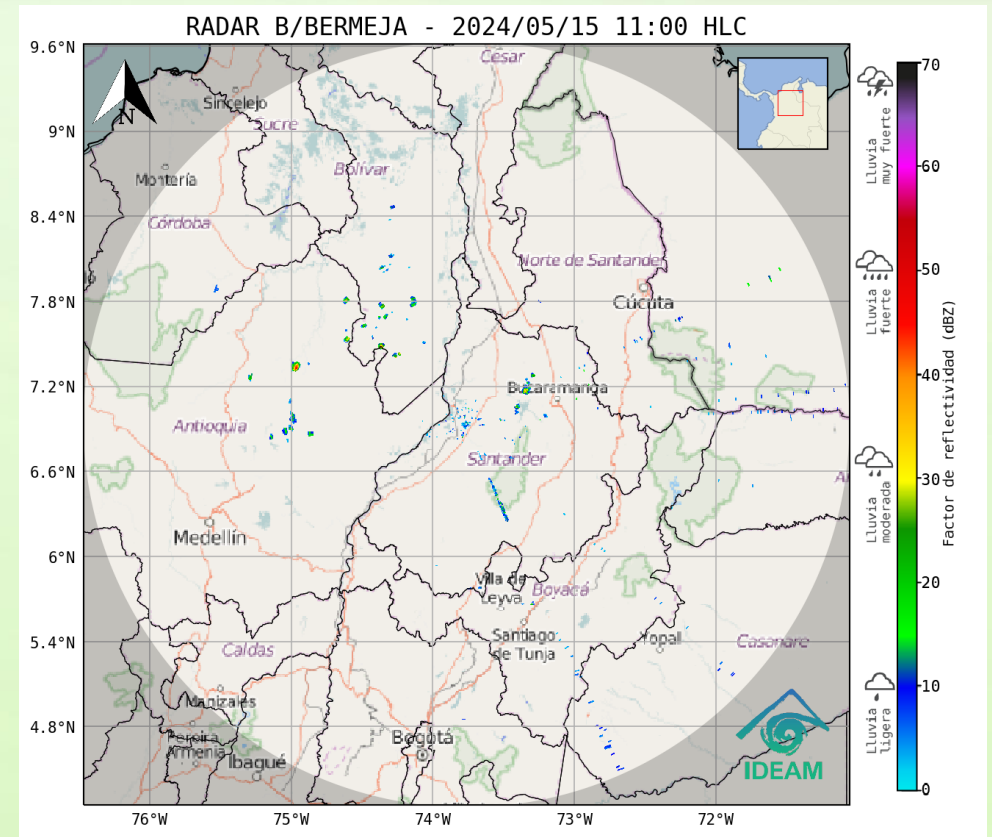 RADAR B/BERMEJA - 2024/05/15 11:00 HLC
9.6°N
9°N
8.4°N
7.8°N
7.2°N
6.6°N
6°N
5.4°N
4.8°N
76°W
75°W
74°W
73°W
72°W
Cesar
Sincelejo
Sucre
Bolívar
Montería
Córdoba
Norte de Santander
Cúcuta
Bucaramanga
Antioquia
Santander
Medellín
Villa de
Leyva
Boyacá
Santiago
de Tunja
Yopal
Casanare
Caldas
Manizales
Pereira
Armenia
Ibagué
Bogotá
N
IDEAM
Lluvia
muy fuerte
Lluvia
fuerte
Lluvia
moderada
Lluvia
ligera
70
60
50
40
30
20
10
0
Factor de reflectividad (dBZ)